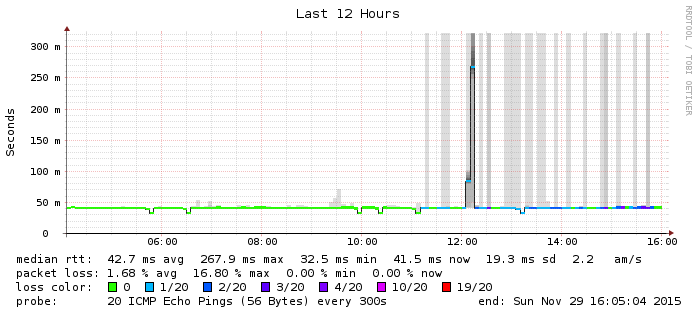 Last 12 Hours
RRDTOOL / TOBI OETIKER
Seconds
300 m
250 m
200 m
150 m
100 m
50 m
0
06:00 08:00 10:00 12:00 14:00 16:00
median rtt: 42.7 ms avg 267.9 ms max 32.5 ms min 41.5 ms now 19.3 ms sd 2.2 am/s
packet loss: 1.68 % avg 16.80 % max 0.00 % min 0.00 % now
loss color: 0 1/20 2/20 3/20 4/20 10/20 19/20
probe: 20 ICMP Echo Pings (56 Bytes) every 300s end: Sun Nov 29 16:05:04 2015